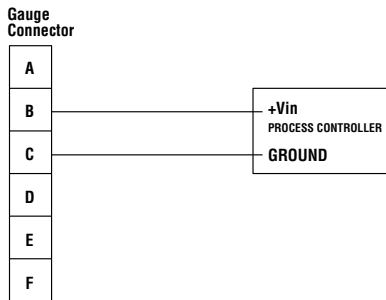 Gauge
Connector
A
B
C
D
E
F
+Vin
PROCESS CONTROLLER
GROUND